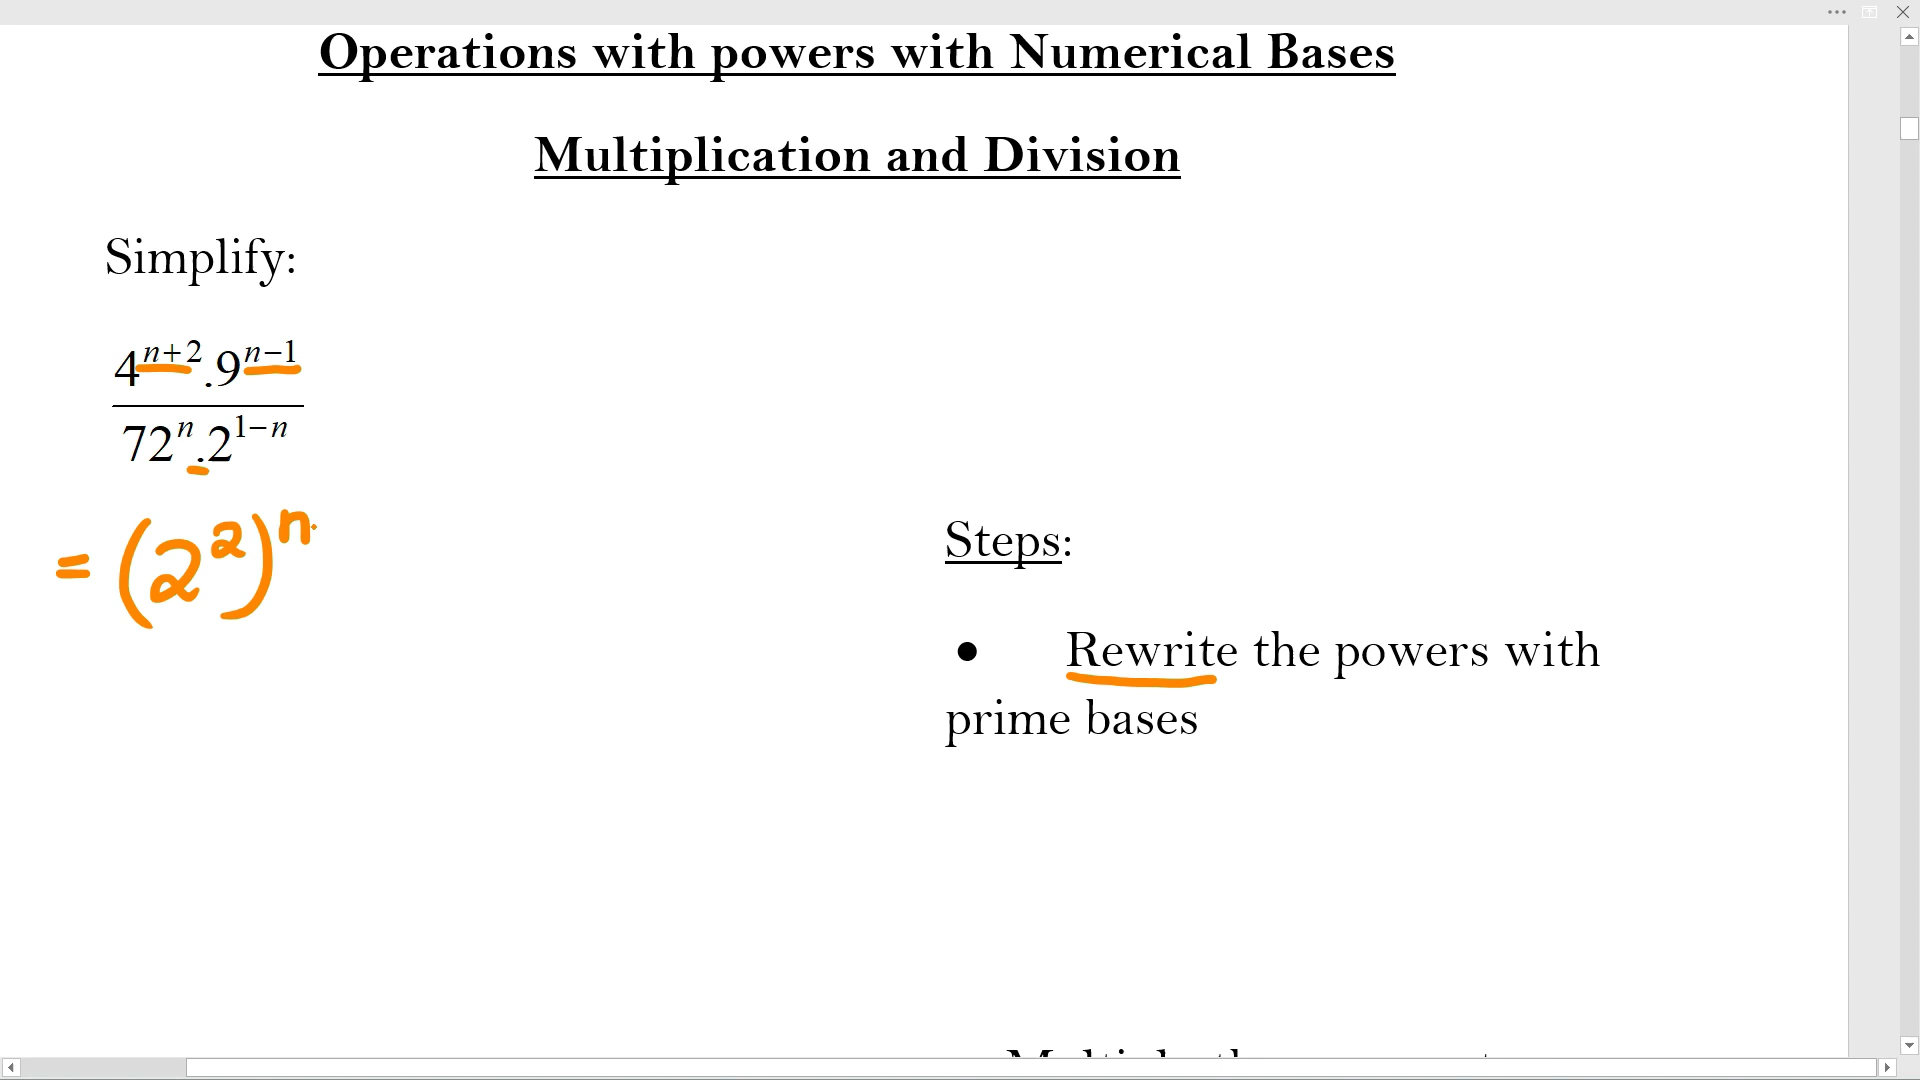 Operations with powers with Numerical Bases
Multiplication and Division
Simplify:
4^{n+2}.9^{n-1}
72^{n}.2^{1-n}
= (2^2)^n
Steps:
• Rewrite the powers with
prime bases